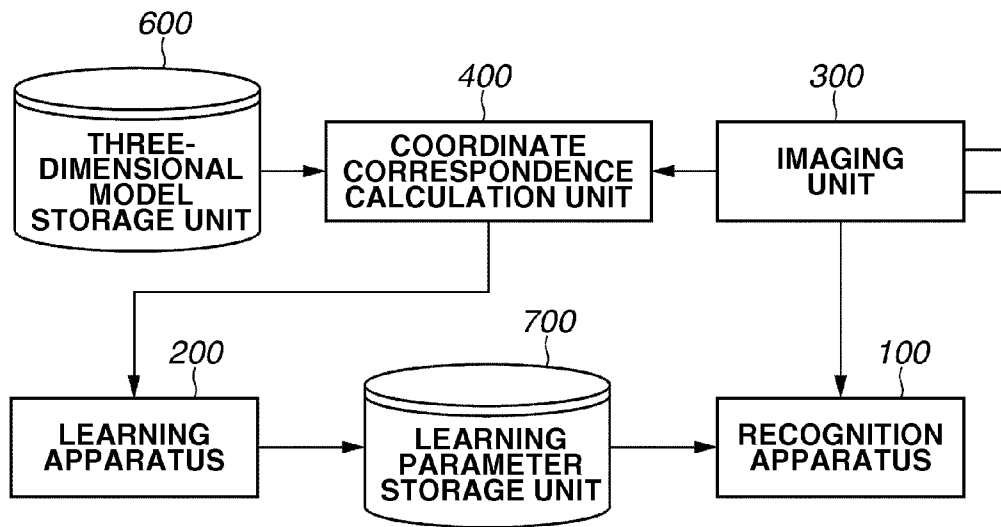 600
THREE-
DIMENSIONAL
MODEL
STORAGE UNIT
400
COORDINATE
CORRESPONDENCE
CALCULATION UNIT
300
IMAGING
UNIT
200
LEARNING
APPARATUS
700
LEARNING
PARAMETER
STORAGE UNIT
100
RECOGNITION
APPARATUS